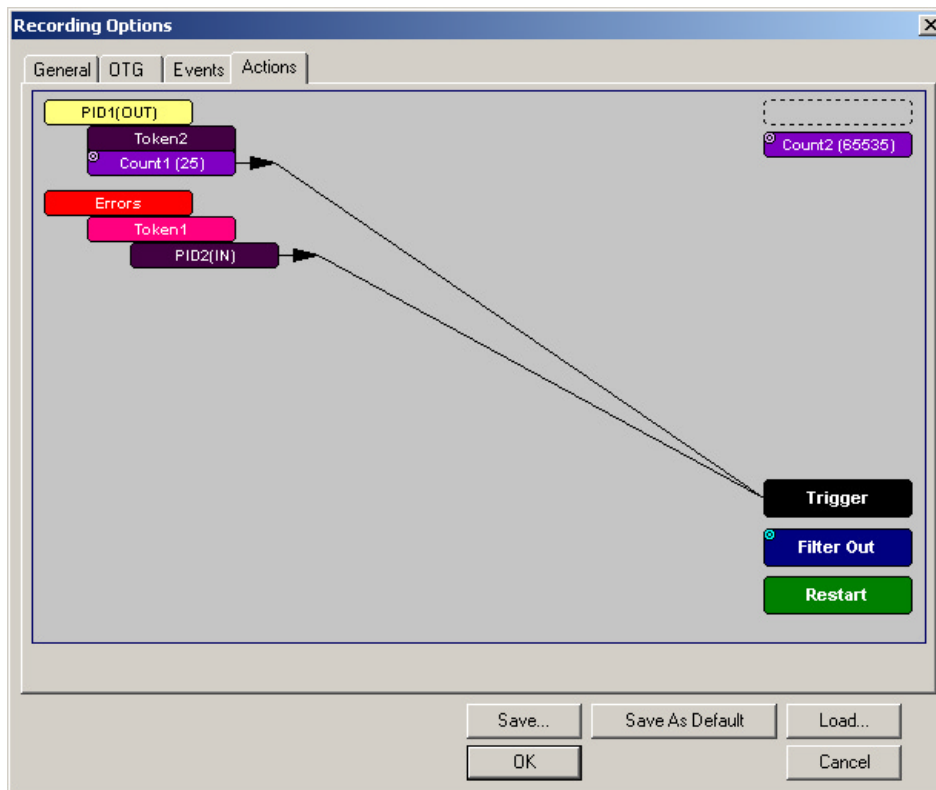 Recording Options
General OTG Events Actions
PID1(OUT)
Token2
Count1 (25)
Count2 (65535)
Errors
Token1
PID2(IN)
Trigger
Filter Out
Restart
Save... Save As Default Load...
OK Cancel